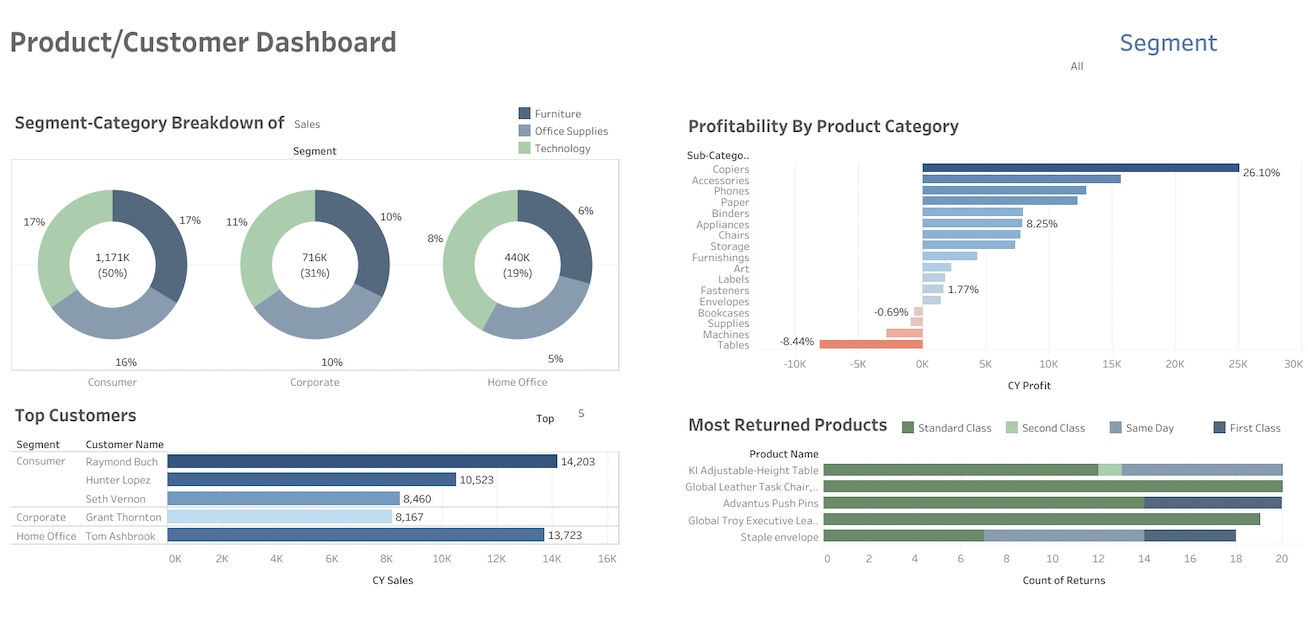 Product/Customer Dashboard
Segment
All
Segment-Category Breakdown of Sales
Furniture
Office Supplies
Technology
Segment
17% 17% 11% 10% 8% 6%
1,171K 716K 440K
(50%) (31%) (19%)
16% 10% 5%
Consumer Corporate Home Office
Profitability By Product Category
Sub-Catego..
Copiers 26.10%
Accessories
Phones
Paper
Binders
Appliances 8.25%
Chairs
Storage
Furnishings
Art
Labels
Fasteners 1.77%
Envelopes
Bookcases -0.69%
Supplies
Machines
Tables -8.44%
-10K -5K 0K 5K 10K 15K 20K 25K 30K
CY Profit
Top Customers
Top 5
Segment Customer Name
Consumer Raymond Buch 14,203
Hunter Lopez 10,523
Seth Vernon 8,460
Corporate Grant Thornton 8,167
Home Office Tom Ashbrook 13,723
0K 2K 4K 6K 8K 10K 12K 14K 16K
CY Sales
Most Returned Products
Standard Class Second Class Same Day First Class
Product Name
KI Adjustable-Height Table
Global Leather Task Chair,..
Advantus Push Pins
Global Troy Executive Lea..
Staple envelope
0 2 4 6 8 10 12 14 16 18 20
Count of Returns